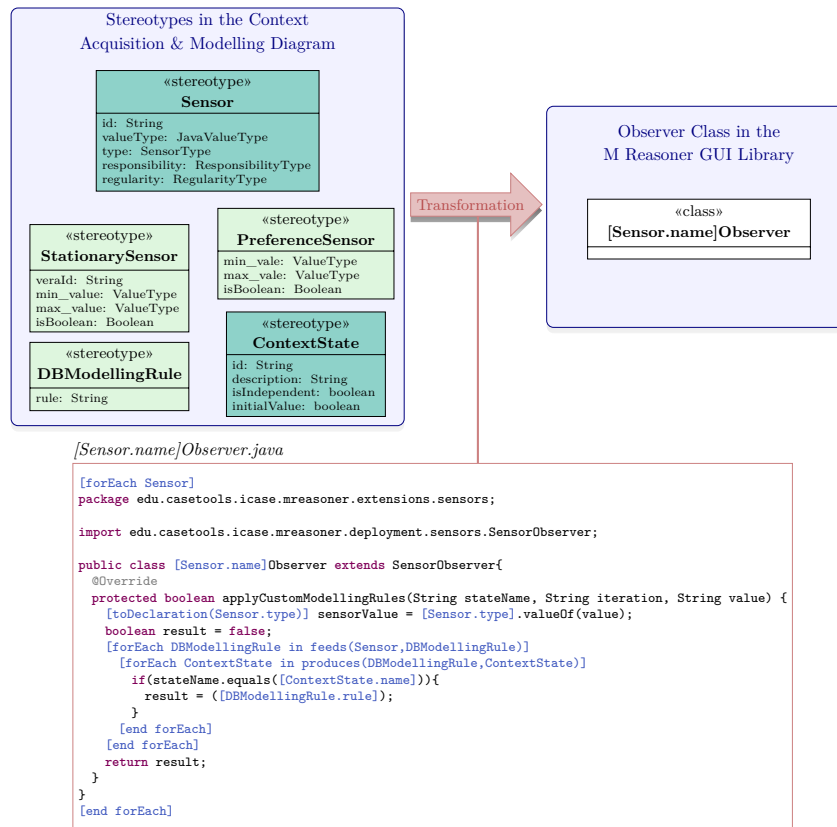 Stereotypes in the Context
Acquisition & Modelling Diagram
«stereotype»
Sensor
id: String
valueType: JavaValueType
type: SensorType
responsibility: ResponsibilityType
regularity: RegularityType
«stereotype»
StationarySensor
veraId: String
min_value: ValueType
max_value: ValueType
isBoolean: Boolean
«stereotype»
PreferenceSensor
min_vale: ValueType
max_vale: ValueType
isBoolean: Boolean
«stereotype»
DBModellingRule
rule: String
«stereotype»
ContextState
id: String
description: String
isIndependent: boolean
initialValue: boolean
Transformation
Observer Class in the
M Reasoner GUI Library
«class»
[Sensor.name]Observer
[Sensor.name]Observer.java
[forEach Sensor]
package edu.casetools.icase.mreasoner.extensions.sensors;
import edu.casetools.icase.mreasoner.deployment.sensors.SensorObserver;
public class [Sensor.name]Observer extends SensorObserver{
@Override
protected boolean applyCustomModellingRules(String stateName, String iteration, String value) {
[toDeclaration(Sensor.type)] sensorValue = [Sensor.type].valueOf(value);
boolean result = false;
[forEach DBModellingRule in feeds(Sensor,DBModellingRule)]
[forEach ContextState in produces(DBModellingRule,ContextState)]
if(stateName.equals([ContextState.name])){
result = ([DBModellingRule.rule]);
}
[end forEach]
[end forEach]
return result;
}
}
[end forEach]